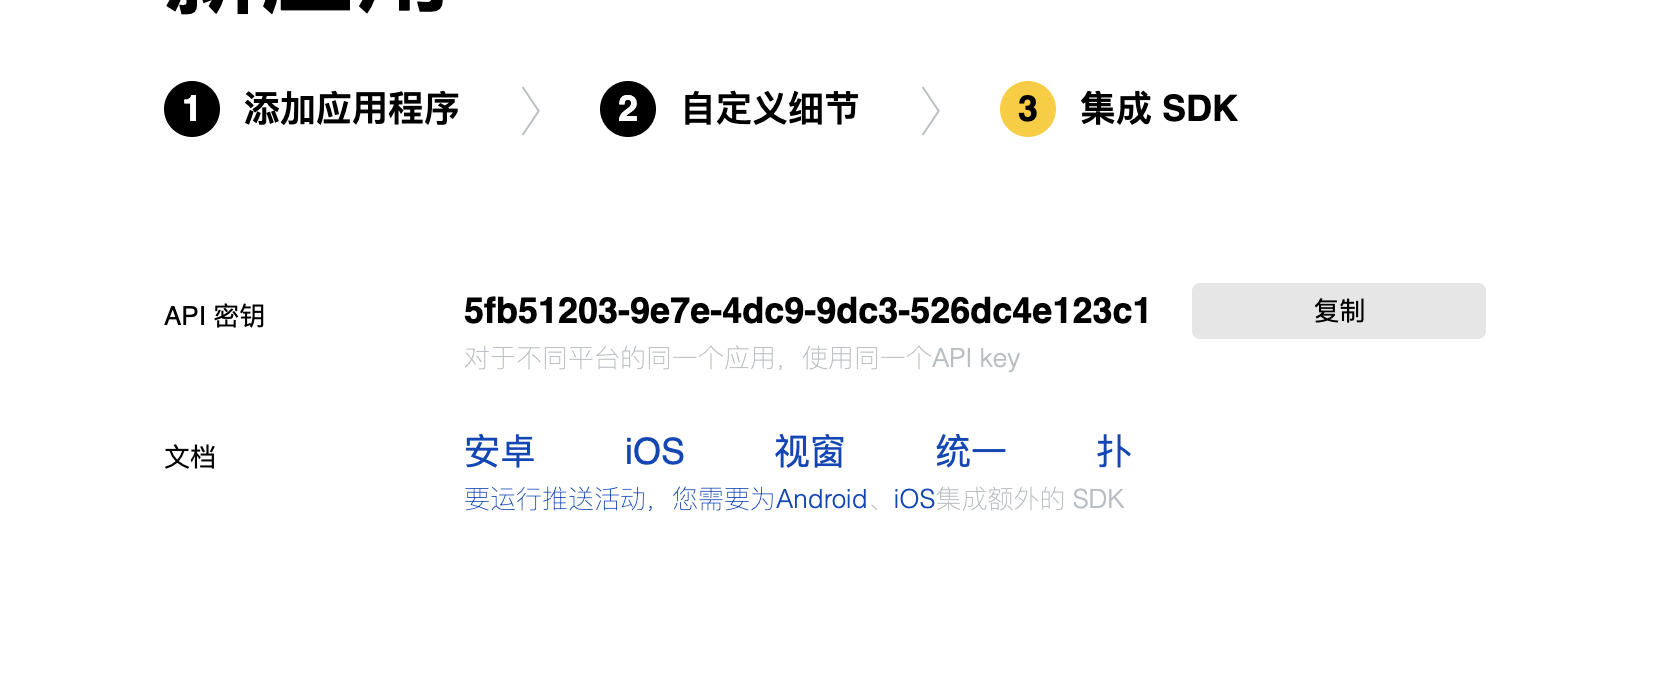 新应用
1 添加应用程序 2 自定义细节 3 集成 SDK
API 密钥 5fb51203-9e7e-4dc9-9dc3-526dc4e123c1 复制
对于不同平台的同一个应用，使用同一个API key
文档 安卓 iOS 视窗 统一 扑
要运行推送活动，您需要为Android、iOS集成额外的 SDK